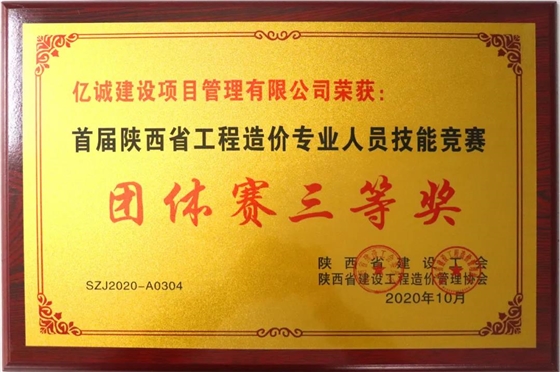 亿诚建设项目管理有限公司荣获：
首届陕西省工程造价专业人员技能竞赛
团体赛三等奖
陕西省建设工会
陕西省建设工程造价管理协会
SZJ2020-A0304
2020年10月